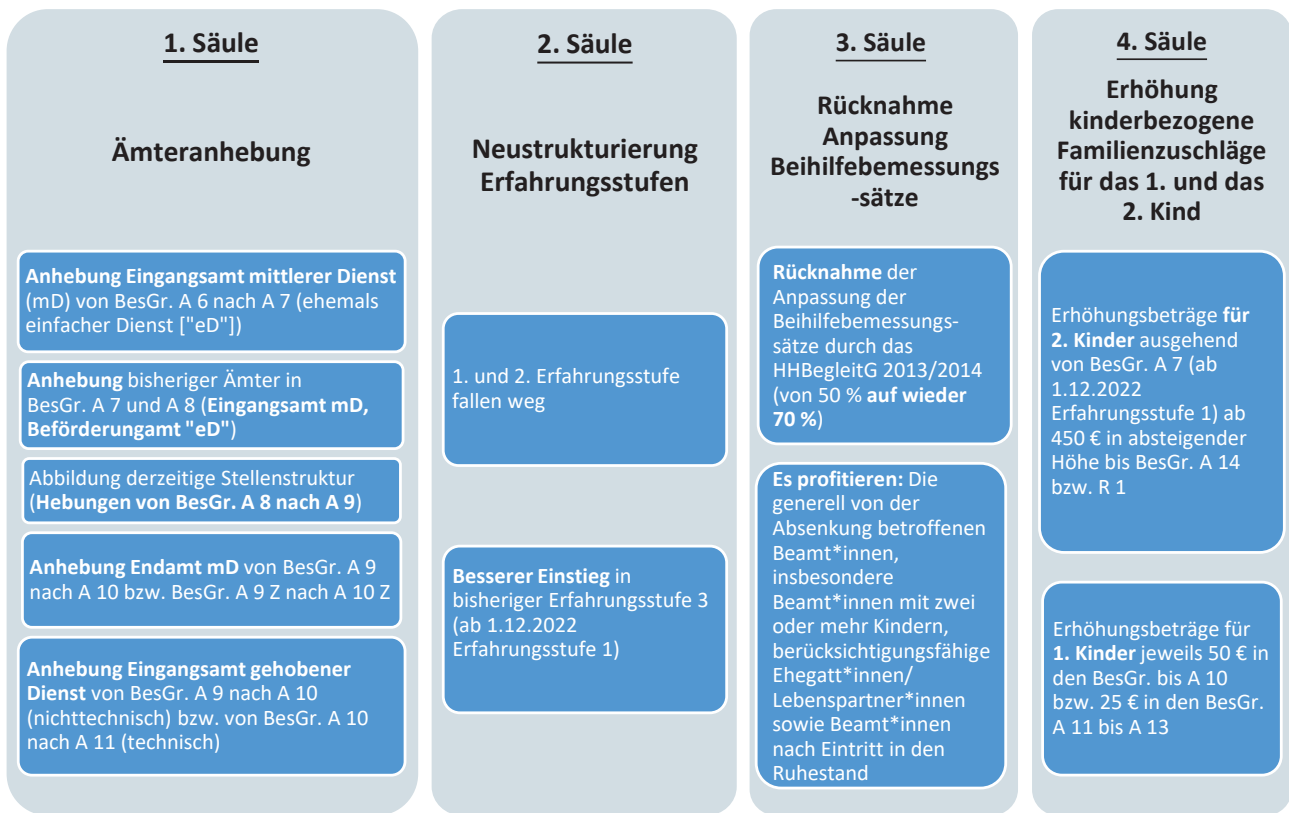 1. Säule
Ämteranhebung
Anhebung Eingangsamt mittlerer Dienst
(mD) von BesGr. A 6 nach A 7 (ehemals
einfacher Dienst ["eD"])
Anhebung bisheriger Ämter in
BesGr. A 7 und A 8 (Eingangsamt mD,
Beförderungamt "eD")
Abbildung derzeitige Stellenstruktur
(Hebungen von BesGr. A 8 nach A 9)
Anhebung Endamt mD von BesGr. A 9
nach A 10 bzw. BesGr. A 9 Z nach A 10 Z
Anhebung Eingangsamt gehobener
Dienst von BesGr. A 9 nach A 10
(nichttechnisch) bzw. von BesGr. A 10
nach A 11 (technisch)
2. Säule
Neustrukturierung
Erfahrungsstufen
1. und 2. Erfahrungsstufe
fallen weg
Besserer Einstieg in
bisheriger Erfahrungsstufe 3
(ab 1.12.2022
Erfahrungsstufe 1)
3. Säule
Rücknahme
Anpassung
Beihilfebemessungs
-sätze
Rücknahme der
Anpassung der
Beihilfebemessungs-
sätze durch das
HHBegleitG 2013/2014
(von 50 % auf wieder
70 %)
Es profitieren: Die
generell von der
Absenkung betroffenen
Beamt*innen,
insbesondere
Beamt*innen mit zwei
oder mehr Kindern,
berücksichtigungsfähige
Ehegatt*innen/
Lebenspartner*innen
sowie Beamt*innen
nach Eintritt in den
Ruhestand
4. Säule
Erhöhung
kinderbezogene
Familienzuschläge
für das 1. und das
2. Kind
Erhöhungsbeträge für
2. Kinder ausgehend
von BesGr. A 7 (ab
1.12.2022
Erfahrungsstufe 1) ab
450 € in absteigender
Höhe bis BesGr. A 14
bzw. R 1
Erhöhungsbeträge für
1. Kinder jeweils 50 € in
den BesGr. bis A 10
bzw. 25 € in den BesGr.
A 11 bis A 13